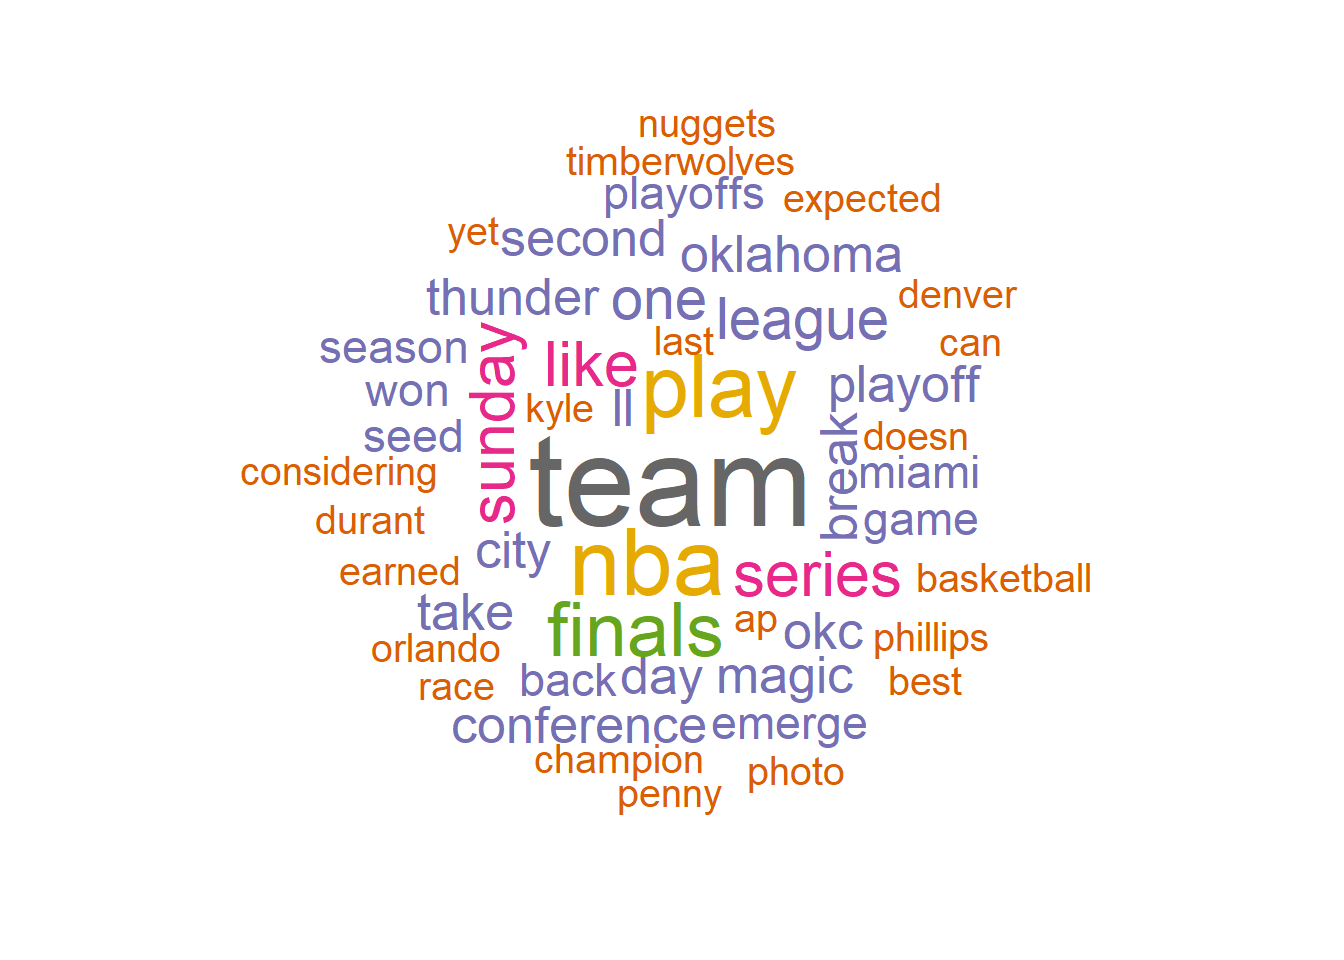 nuggets
timberwolves
playoffs
expected
yet
second
oklahoma
thunder
one
league
denver
season
sunday
like
last
can
won
kyle
ll
play
playoff
seed
break
doesn
considering
team
miami
durant
game
city
nba
series
basketball
earned
take
finals
ap
okc
phillips
orlando
race
back
day
magic
best
conference
emerge
champion
photo
penny